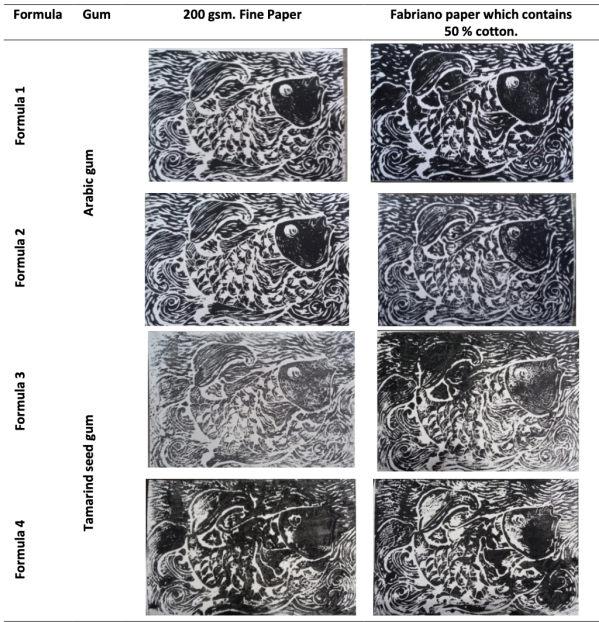 Formula Gum 200 gsm. Fine Paper Fabriano paper which contains
50 % cotton.
Formula 1
Arabic gum
Formula 2
Formula 3
Tamarind seed gum
Formula 4